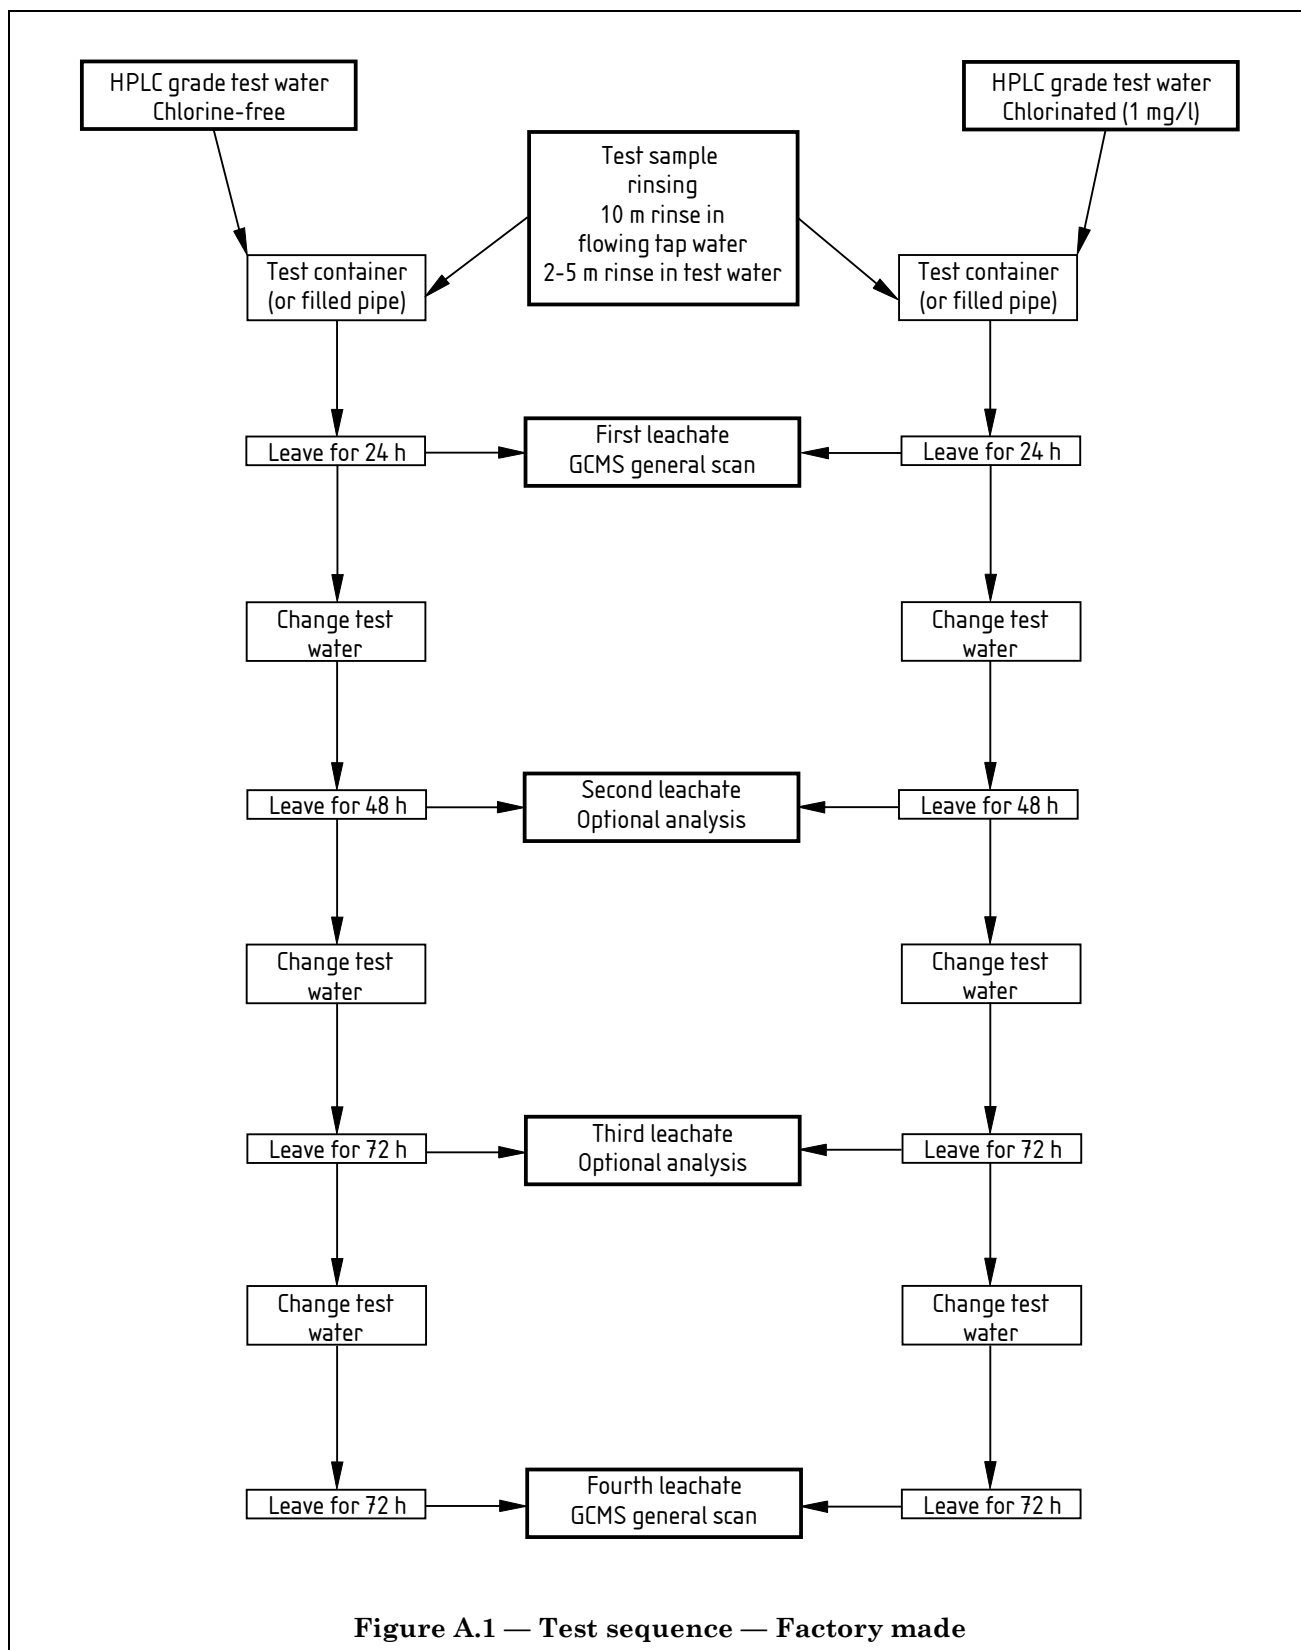 HPLC grade test water
Chlorine-free
HPLC grade test water
Chlorinated (1 mg/l)
Test sample
rinsing
10 m rinse in
flowing tap water
2-5 m rinse in test water
Test container
(or filled pipe)
Test container
(or filled pipe)
Leave for 24 h
First leachate
GCMS general scan
Leave for 24 h
Change test
water
Change test
water
Leave for 48 h
Second leachate
Optional analysis
Leave for 48 h
Change test
water
Change test
water
Leave for 72 h
Third leachate
Optional analysis
Leave for 72 h
Change test
water
Change test
water
Leave for 72 h
Fourth leachate
GCMS general scan
Leave for 72 h
Figure A.1 — Test sequence — Factory made